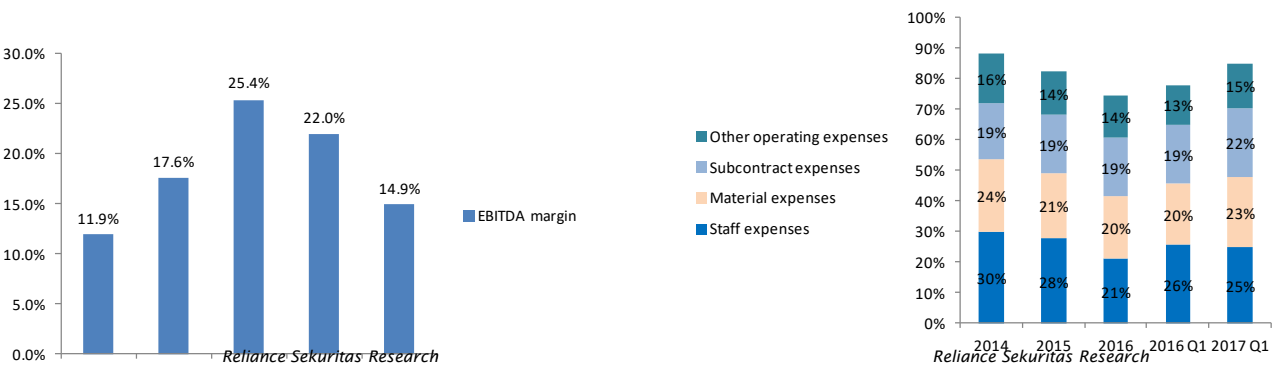 30.0%
25.0%
20.0%
15.0%
10.0%
5.0%
0.0%
11.9%
17.6%
25.4%
22.0%
14.9%
EBITDA margin
Reliance Sekuritas Research
Other operating expenses
Subcontract expenses
Material expenses
Staff expenses
100%
90%
80%
70%
60%
50%
40%
30%
20%
10%
0%
16% 14% 14% 13% 15%
19% 19% 19% 19% 22%
24% 21% 20% 20% 23%
30% 28% 21% 26% 25%
2014 2015 2016 2016 Q1 2017 Q1
Reliance Sekuritas Research